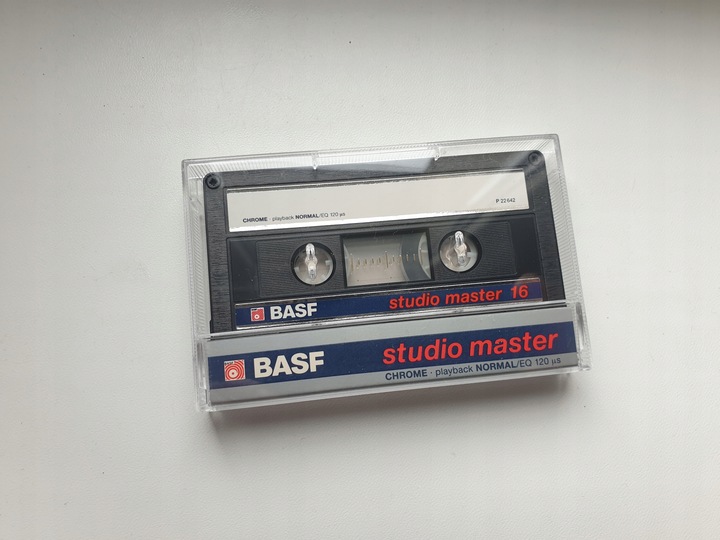 P 22642
CHROME · playback NORMAL/EQ 120 µs
BASF studio master 16
BASF studio master
CHROME · playback NORMAL/EQ 120 µs